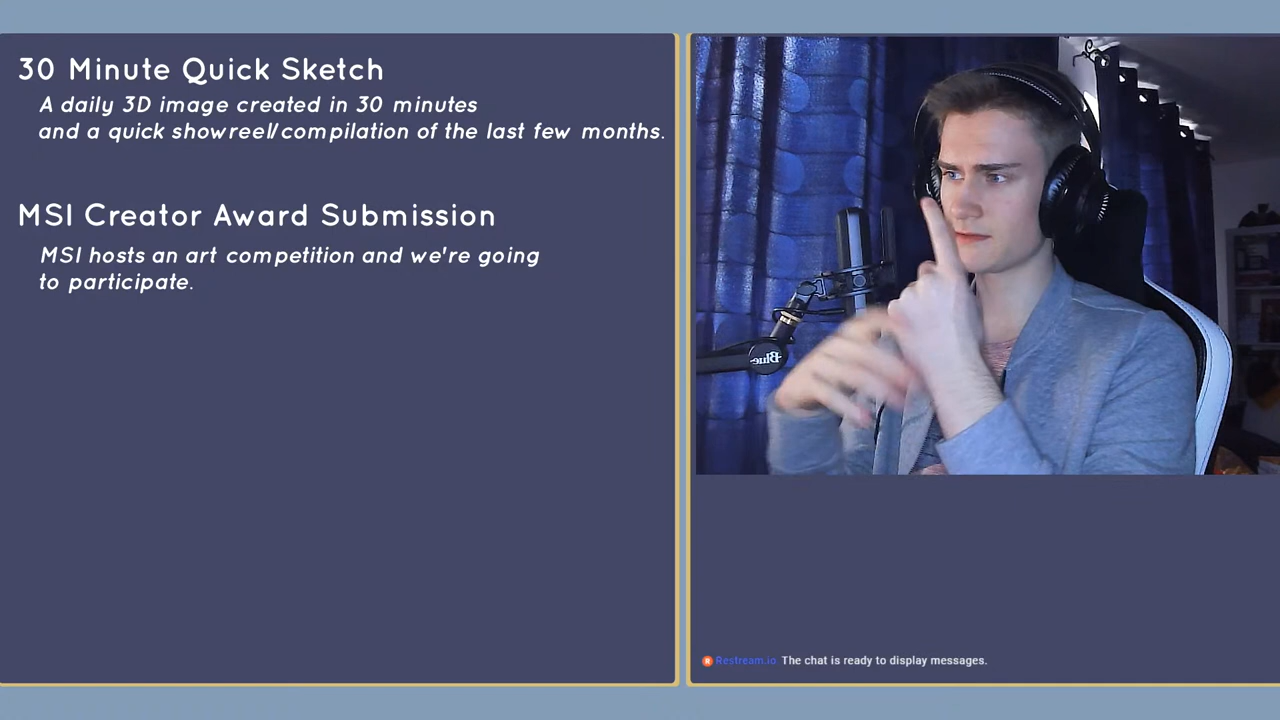 30 Minute Quick Sketch
A daily 3D image created in 30 minutes
and a quick showreel/compilation of the last few months.
MSI Creator Award Submission
MSI hosts an art competition and we're going
to participate.
Blue
Restream.io The chat is ready to display messages.